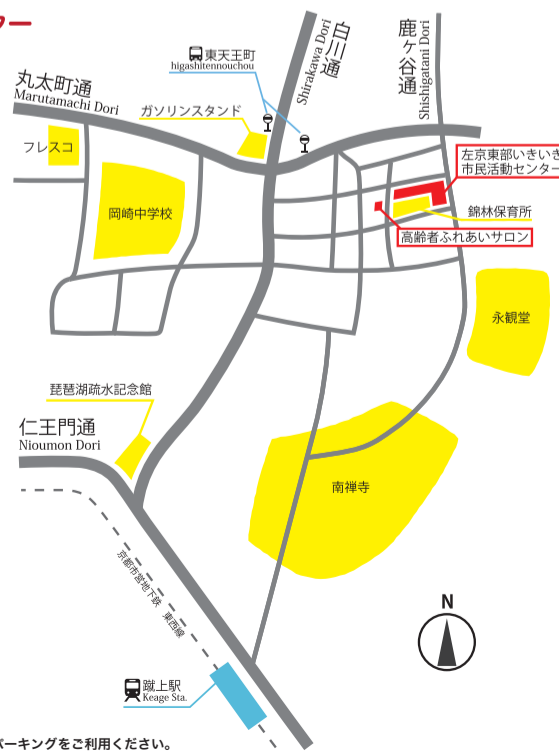 ター
東天王町
higashitennouchou
白川通
Shirakawa Dori
鹿ヶ谷通
Shishigatani Dori
丸太町通
Marutamachi Dori
ガソリンスタンド
フレスコ
岡崎中学校
左京東部いきいき
市民活動センター
錦林保育所
高齢者ふれあいサロン
永観堂
琵琶湖疏水記念館
仁王門通
Nioumon Dori
南禅寺
京都市営地下鉄 東西線
N
蹴上駅
Keage Sta.
パーキングをご利用ください。